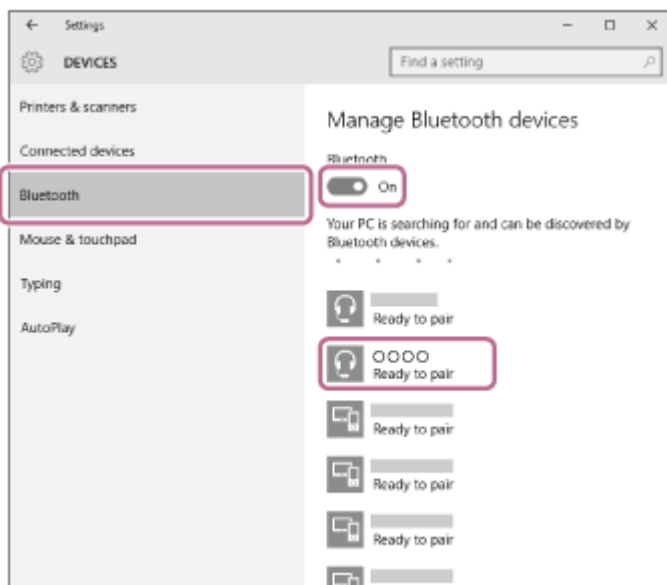 Settings
DEVICES
Find a setting
Printers & scanners
Connected devices
Bluetooth
Mouse & touchpad
Typing
AutoPlay
Manage Bluetooth devices
Bluetooth
On
Your PC is searching for and can be discovered by
Bluetooth devices.
Ready to pair
OOOO
Ready to pair
Ready to pair
Ready to pair
Ready to pair